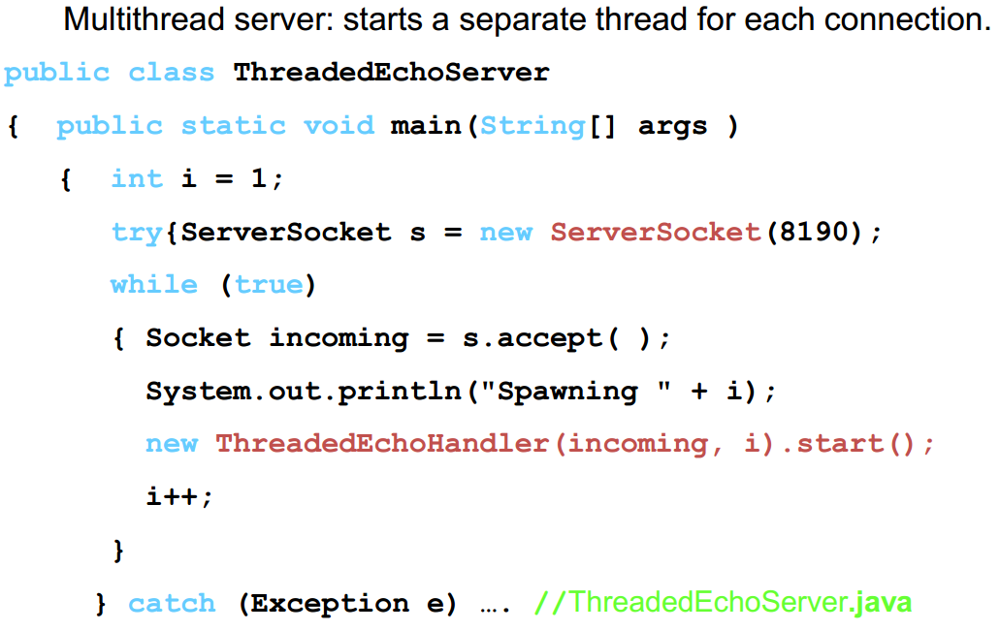 Multithread server: starts a separate thread for each connection.
public class ThreadedEchoServer
{ public static void main(String[] args )
{ int i = 1;
try{ServerSocket s = new ServerSocket(8190);
while (true)
{ Socket incoming = s.accept( );
System.out.println("Spawning " + i);
new ThreadedEchoHandler(incoming, i).start();
i++;
}
} catch (Exception e) …. //ThreadedEchoServer.java